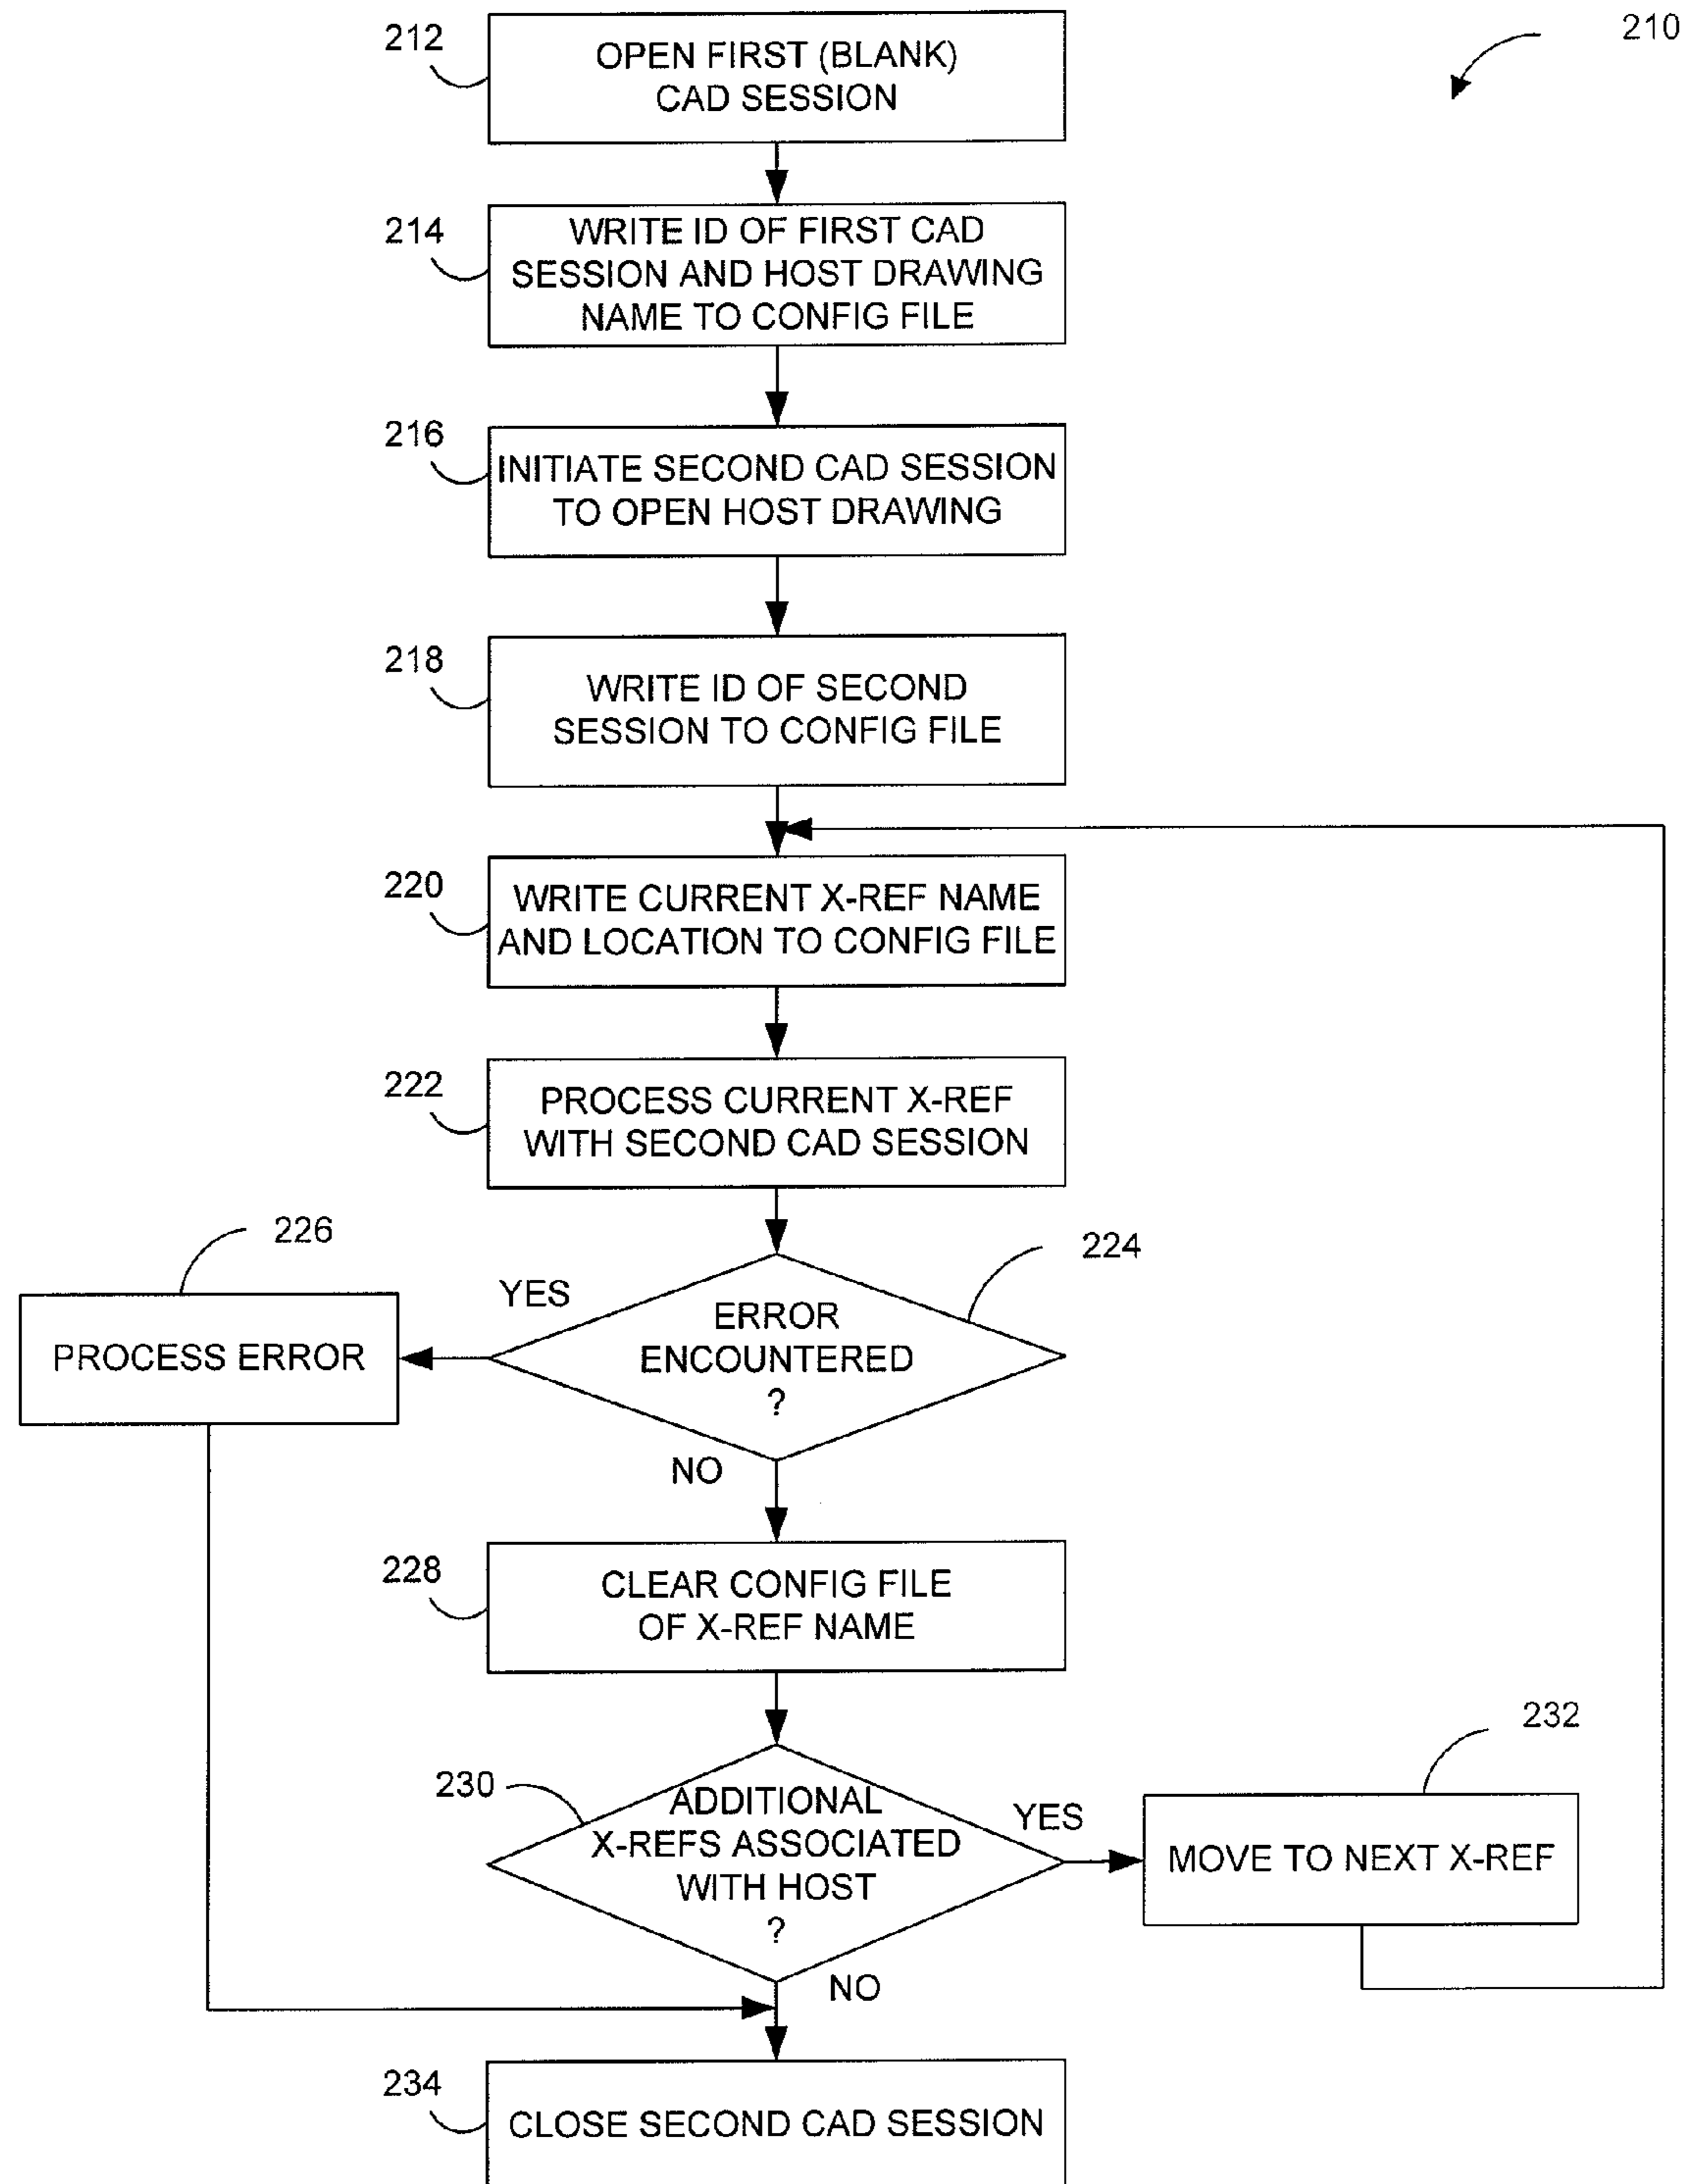 210
212
OPEN FIRST (BLANK)
CAD SESSION
214
WRITE ID OF FIRST CAD
SESSION AND HOST DRAWING
NAME TO CONFIG FILE
216
INITIATE SECOND CAD SESSION
TO OPEN HOST DRAWING
218
WRITE ID OF SECOND
SESSION TO CONFIG FILE
220
WRITE CURRENT X-REF NAME
AND LOCATION TO CONFIG FILE
222
PROCESS CURRENT X-REF
WITH SECOND CAD SESSION
224
ERROR
ENCOUNTERED
?
YES
226
PROCESS ERROR
NO
228
CLEAR CONFIG FILE
OF X-REF NAME
230
ADDITIONAL
X-REFS ASSOCIATED
WITH HOST
?
YES
232
MOVE TO NEXT X-REF
NO
234
CLOSE SECOND CAD SESSION